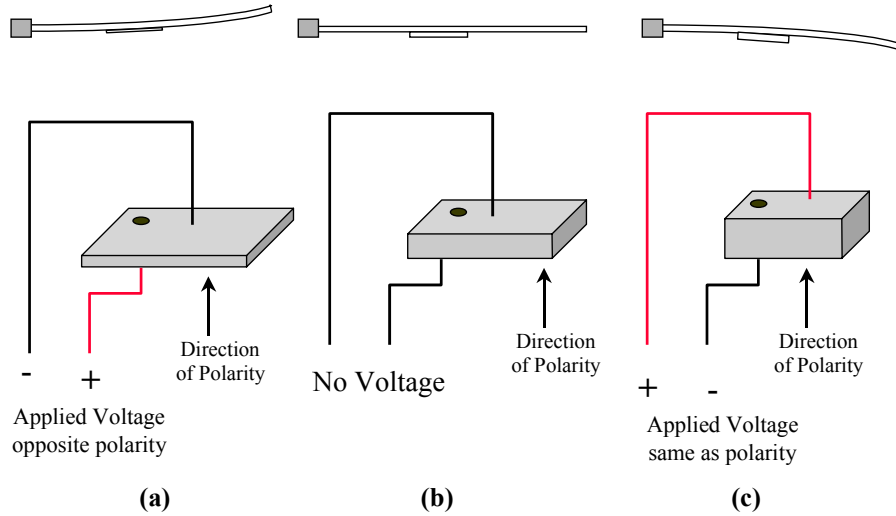 -
+
Applied Voltage
opposite polarity
Direction
of Polarity
(a)
No Voltage
Direction
of Polarity
(b)
+
-
Applied Voltage
same as polarity
Direction
of Polarity
(c)